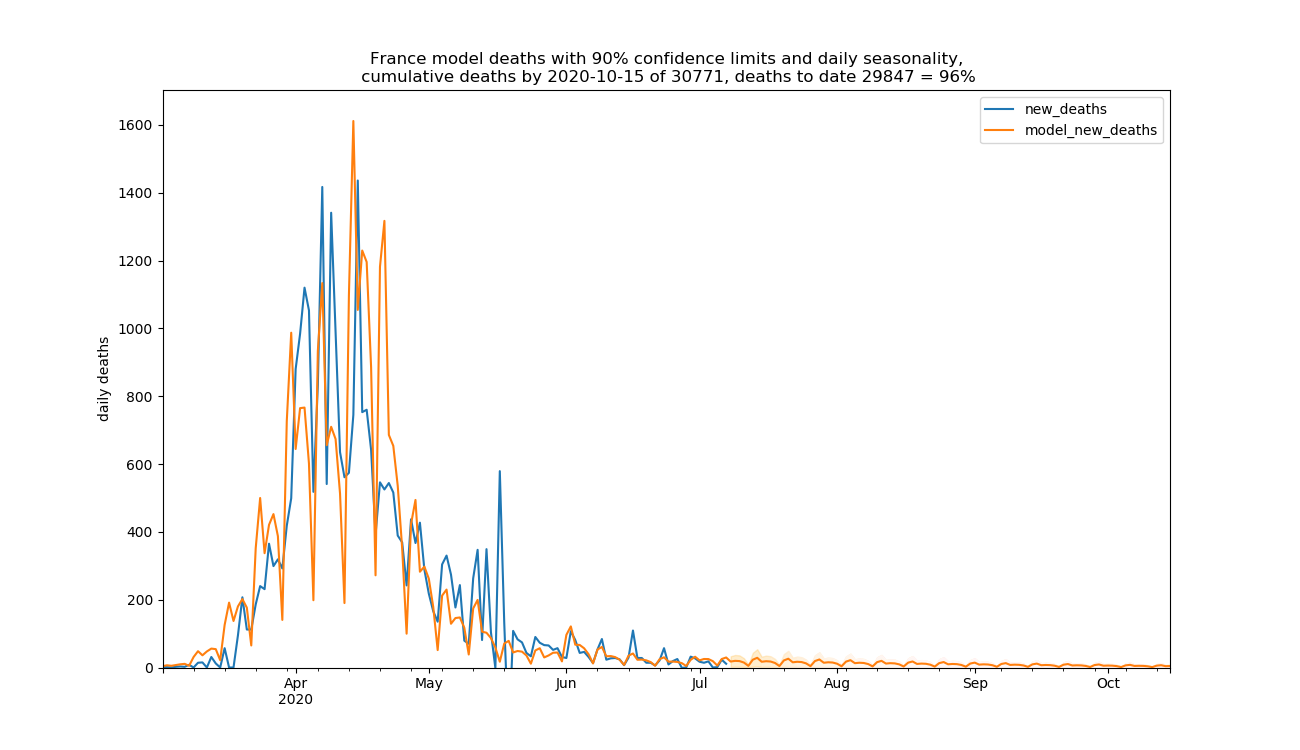 France model deaths with 90% confidence limits and daily seasonality,
cumulative deaths by 2020-10-15 of 30771, deaths to date 29847 = 96%
new_deaths
model_new_deaths
daily deaths
1600
1400
1200
1000
800
600
400
200
0
Apr
2020
May
Jun
Jul
Aug
Sep
Oct